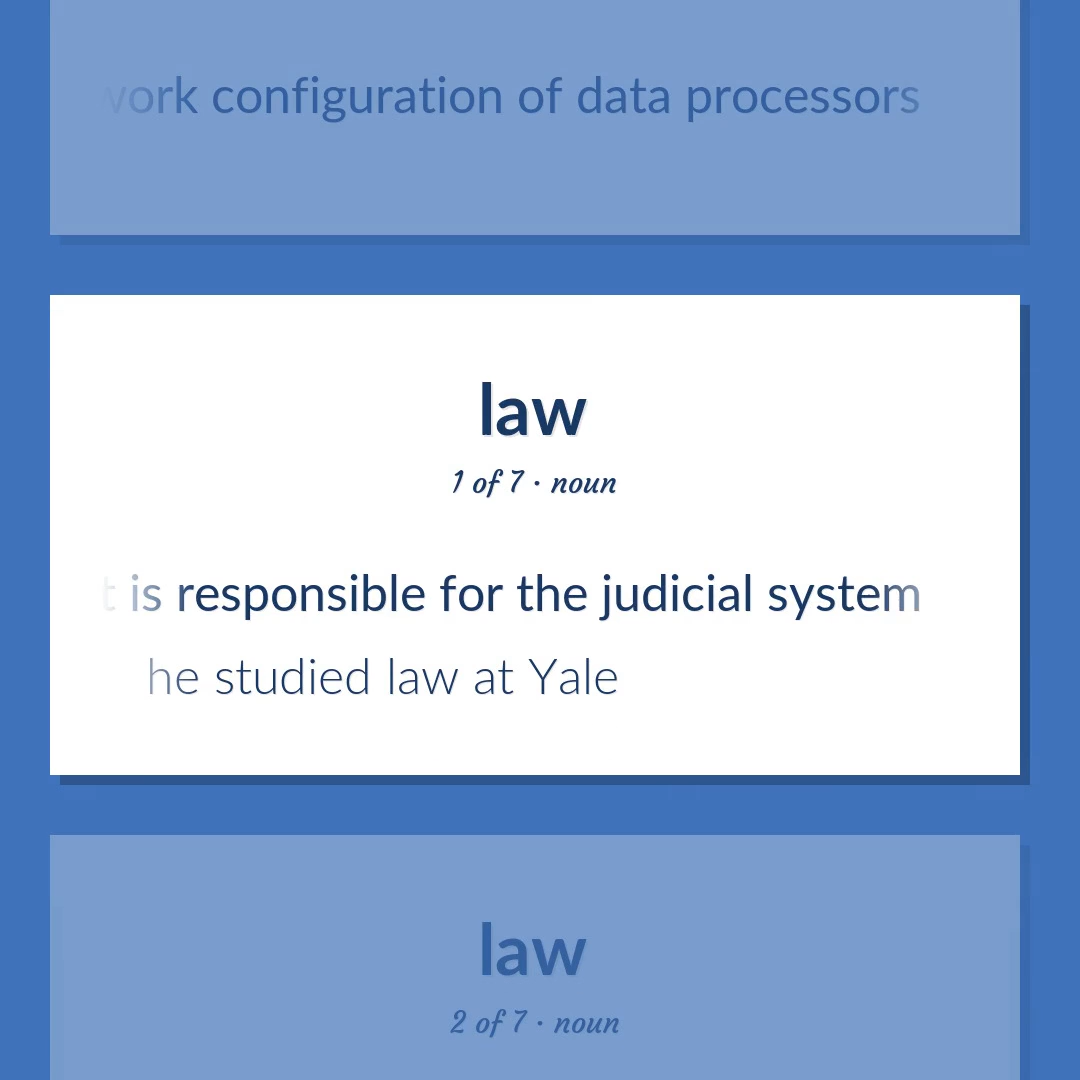 configuration of data processors
law
1 of 7 · noun
is responsible for the judicial system
he studied law at Yale
law
2 of 7 · noun